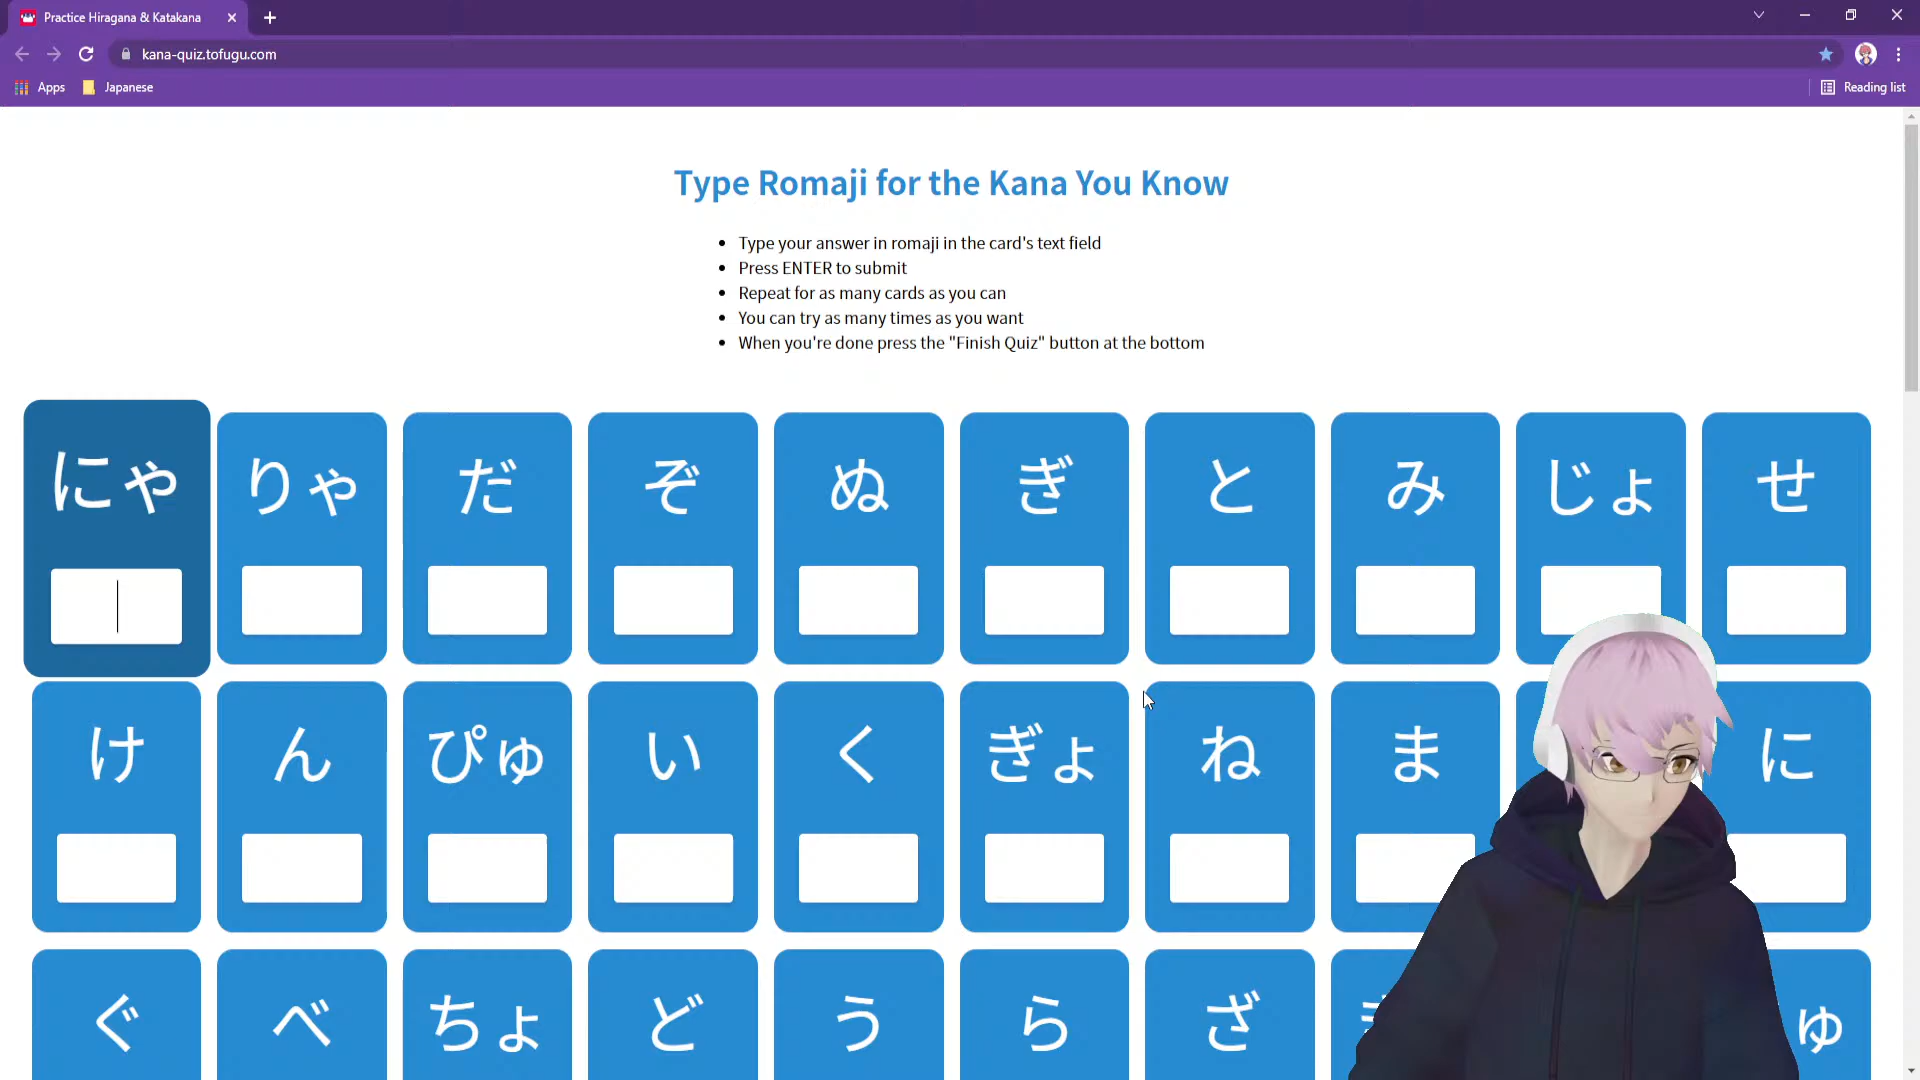 Practice Hiragana & Katakana
kana-quiz.tofugu.com
Apps
Japanese
Reading list
Type Romaji for the Kana You Know
Type your answer in romaji in the card's text field
Press ENTER to submit
Repeat for as many cards as you can
You can try as many times as you want
When you're done press the "Finish Quiz" button at the bottom
にゃ りゃ だ ぞ ぬ ぎ と み じょ せ
け ん ぴゅ い く ぎょ ね ま に
ぐ べ ちょ ど う ら ざ ゅ